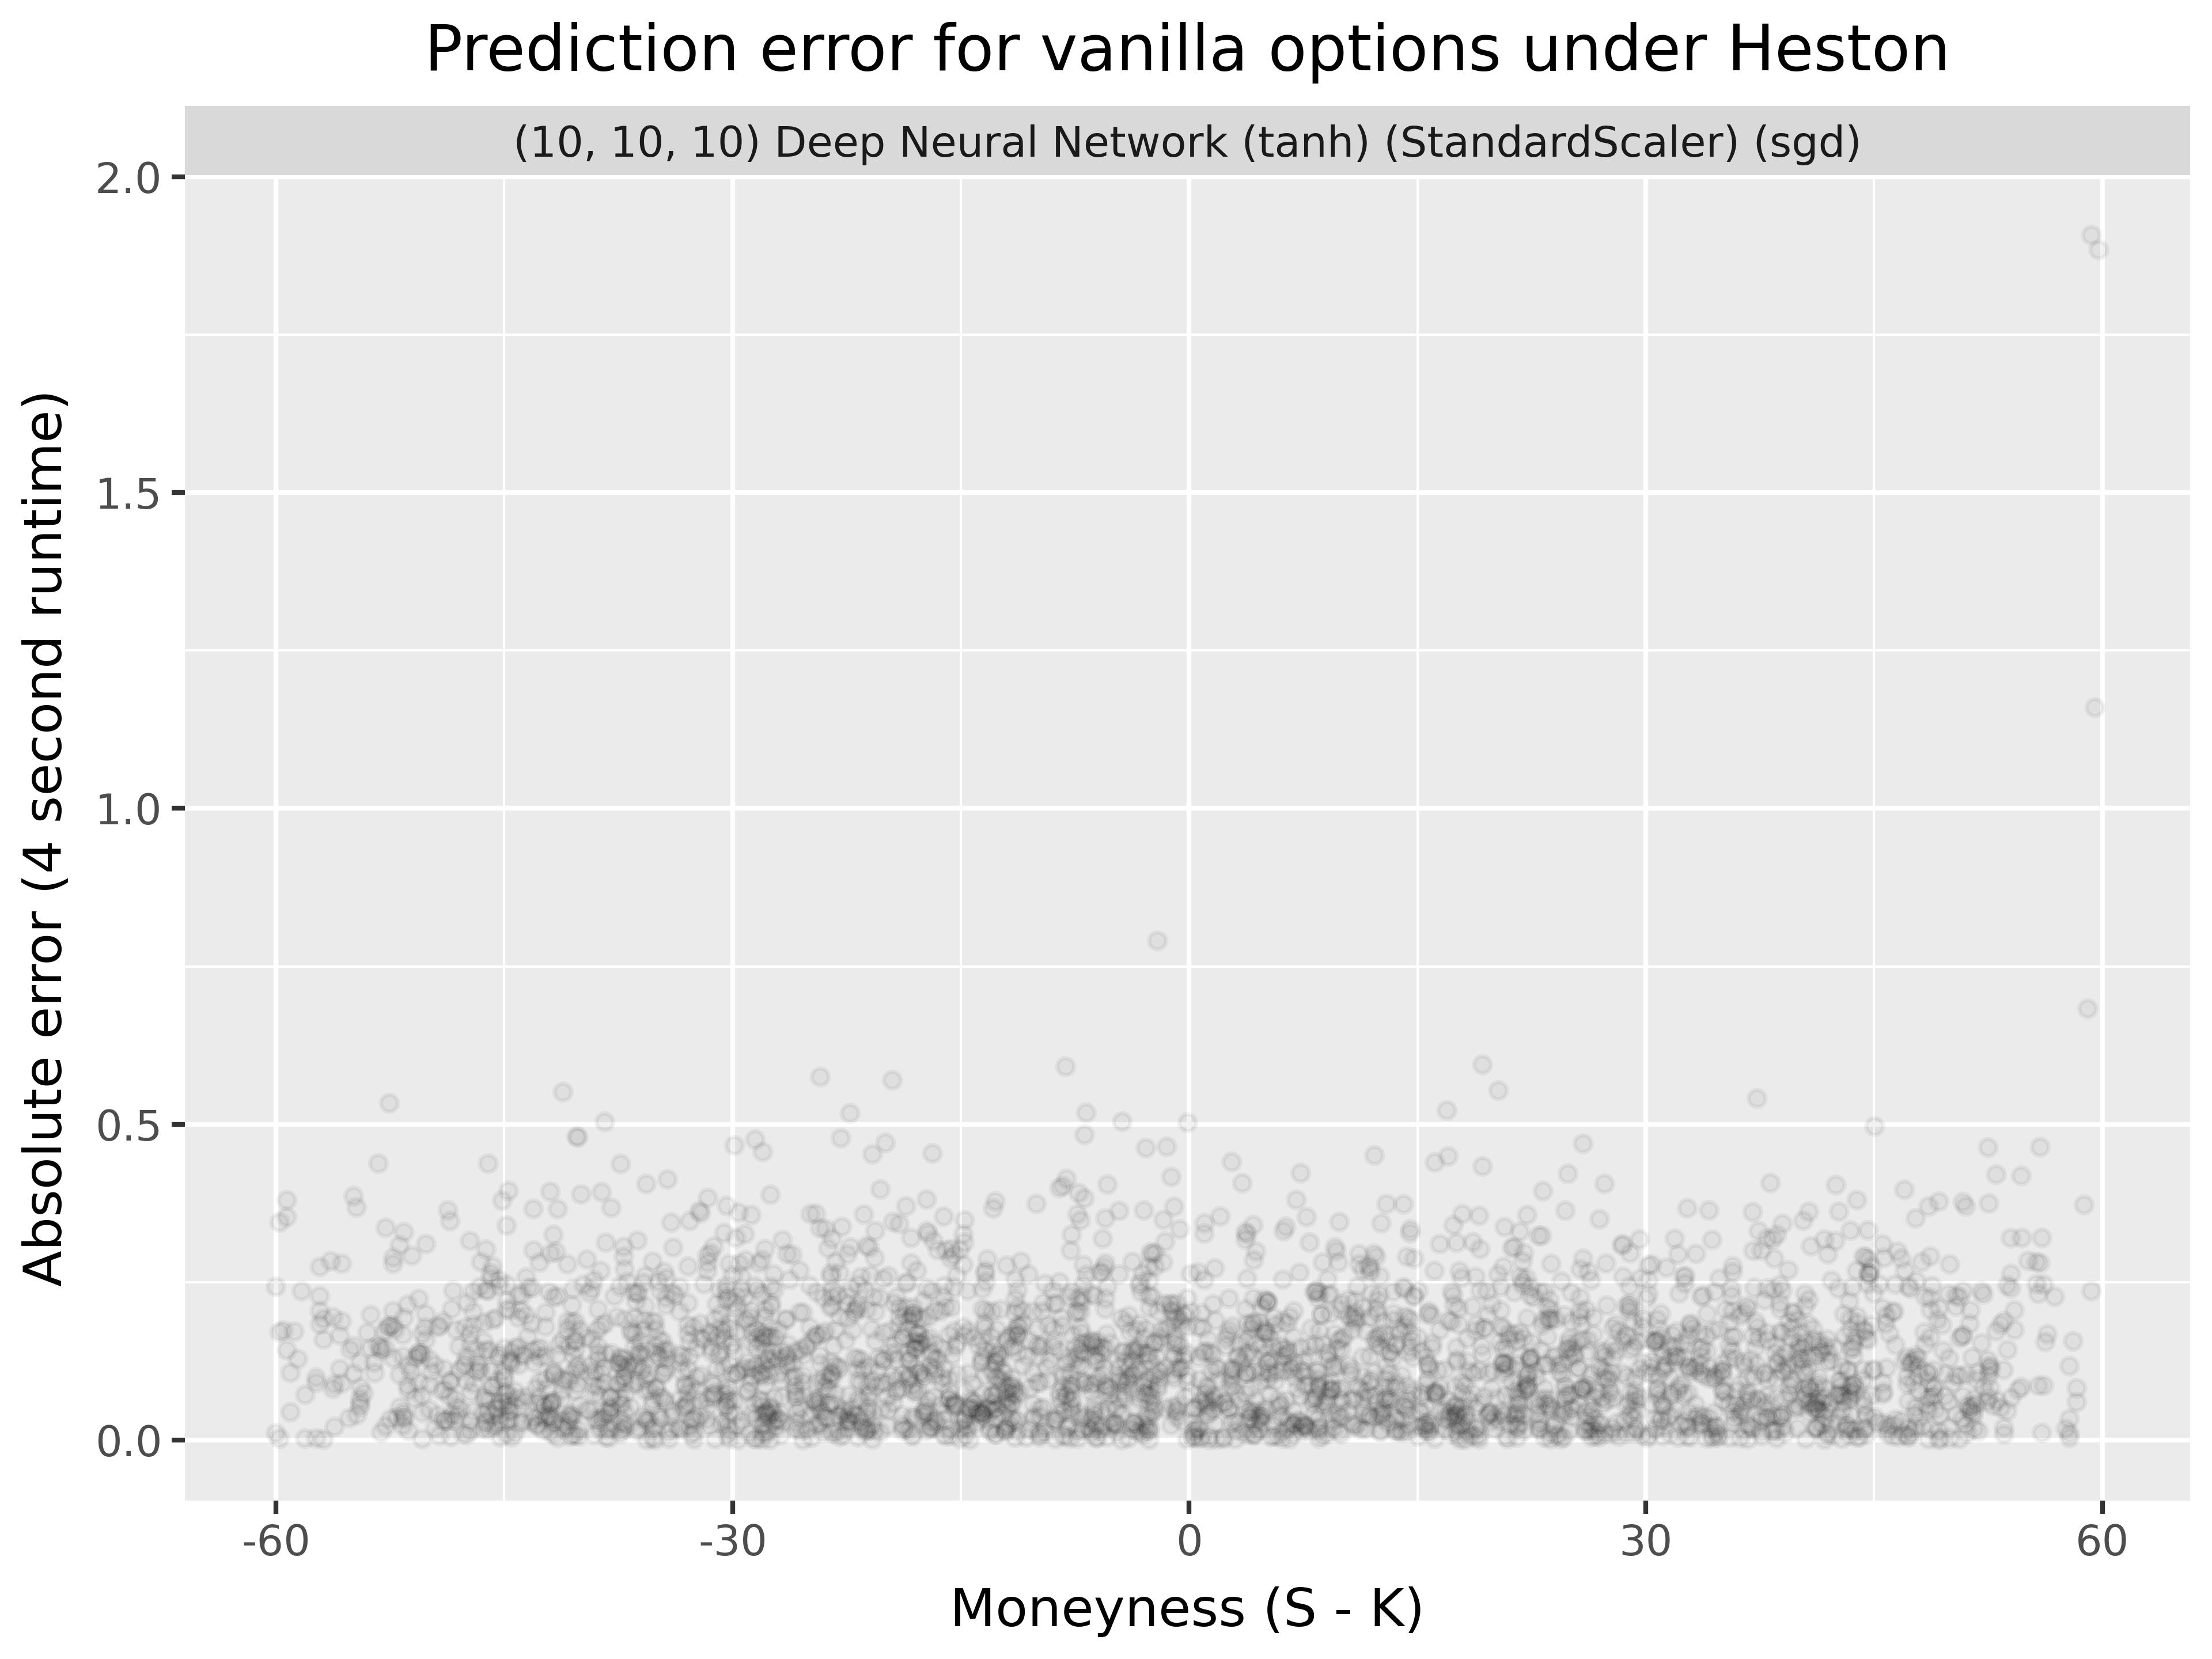 Prediction error for vanilla options under Heston
(10, 10, 10) Deep Neural Network (tanh) (StandardScaler) (sgd)
Absolute error (4 second runtime)
2.0
1.5
1.0
0.5
0.0
-60
-30
0
30
60
Moneyness (S - K)